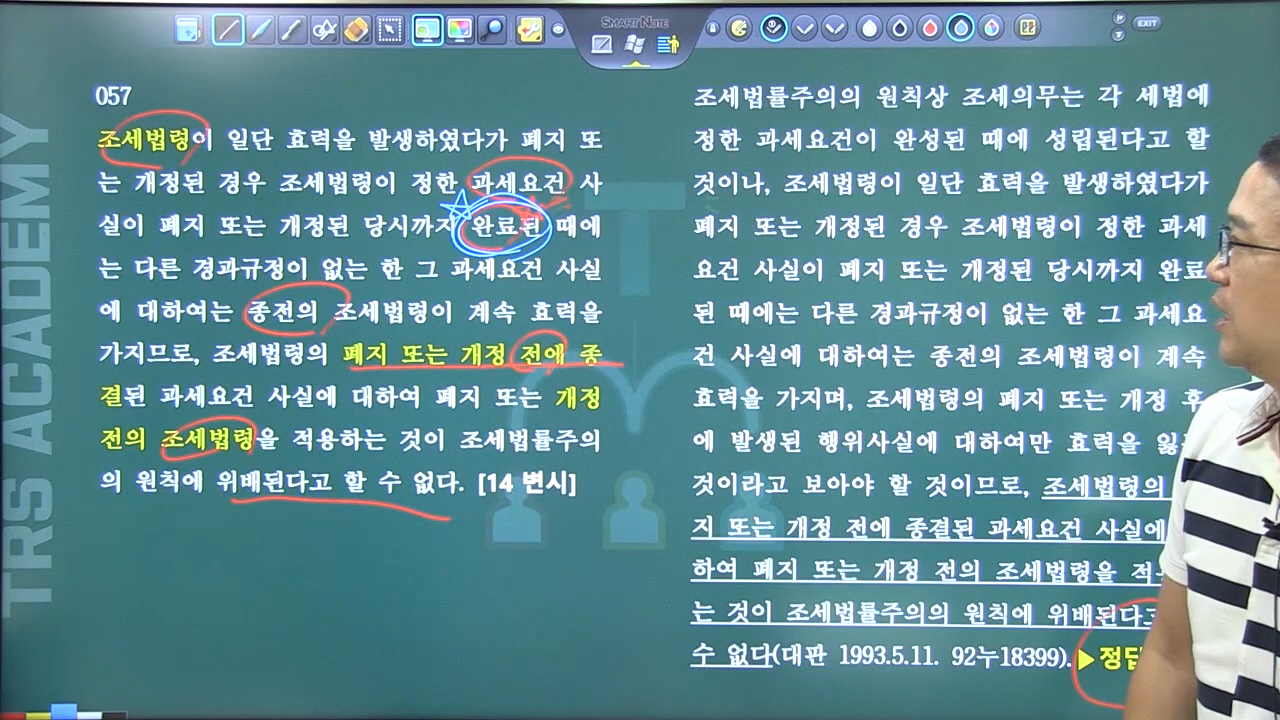 SMART NOTE
EXIT
TRS ACADEMY
057
조세법령이 일단 효력을 발생하였다가 폐지 또
는 개정된 경우 조세법령이 정한 과세요건 사
실이 폐지 또는 개정된 당시까지 완료된 때에
는 다른 경과규정이 없는 한 그 과세요건 사실
에 대하여는 종전의 조세법령이 계속 효력을
가지므로, 조세법령의 폐지 또는 개정 전에 종
결된 과세요건 사실에 대하여 폐지 또는 개정
전의 조세법령을 적용하는 것이 조세법률주의
의 원칙에 위배된다고 할 수 없다. [14 변시]
조세법률주의의 원칙상 조세의무는 각 세법에
정한 과세요건이 완성된 때에 성립된다고 할
것이나, 조세법령이 일단 효력을 발생하였다가
폐지 또는 개정된 경우 조세법령이 정한 과세
요건 사실이 폐지 또는 개정된 당시까지 완료
된 때에는 다른 경과규정이 없는 한 그 과세요
건 사실에 대하여는 종전의 조세법령이 계속
효력을 가지며, 조세법령의 폐지 또는 개정 후
에 발생된 행위사실에 대하여만 효력을 잃
것이라고 보아야 할 것이므로, 조세법령의
지 또는 개정 전에 종결된 과세요건 사실에
하여 폐지 또는 개정 전의 조세법령을 적
는 것이 조세법률주의의 원칙에 위배된다
수 없다(대판 1993.5.11. 92누18399). ▶정답